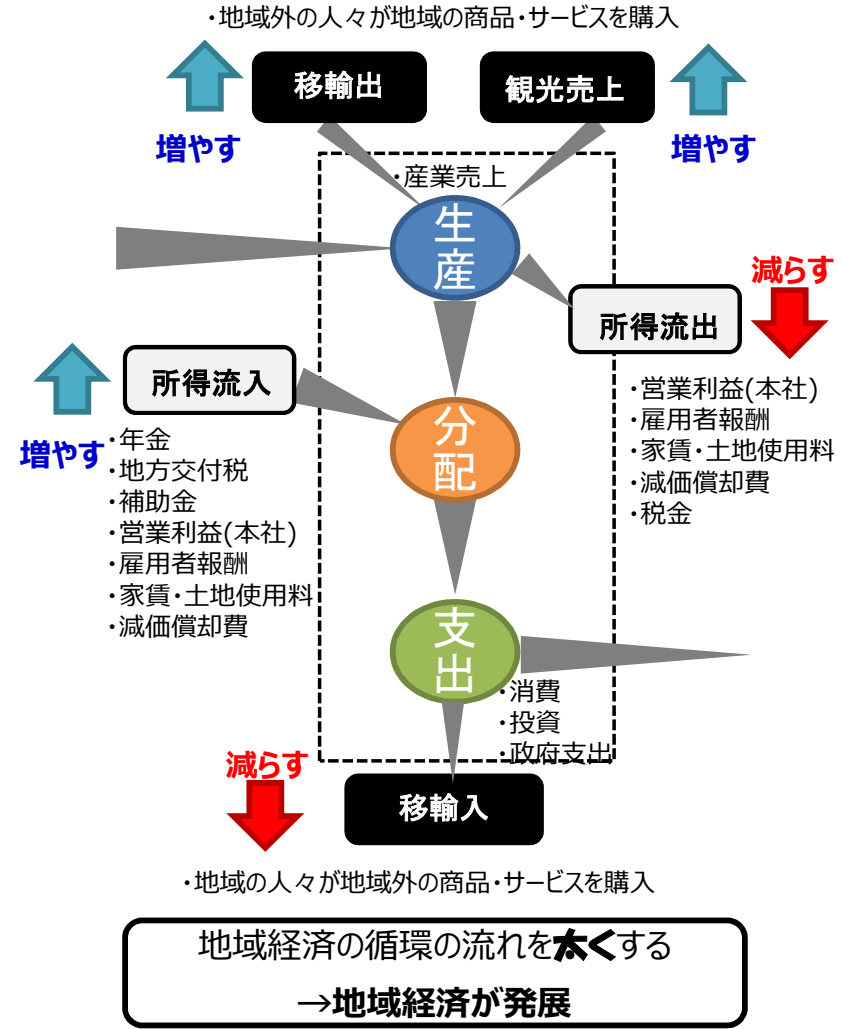 ・地域外の人々が地域の商品・サービスを購入
移輸出
観光売上
増やす
増やす
・産業売上
生産
減らす
所得流出
・営業利益(本社)
・雇用者報酬
・家賃・土地使用料
・減価償却費
・税金
所得流入
増やす
・年金
・地方交付税
・補助金
・営業利益(本社)
・雇用者報酬
・家賃・土地使用料
・減価償却費
分配
支出
・消費
・投資
・政府支出
減らす
移輸入
・地域の人々が地域外の商品・サービスを購入
地域経済の循環の流れを太くする
→地域経済が発展